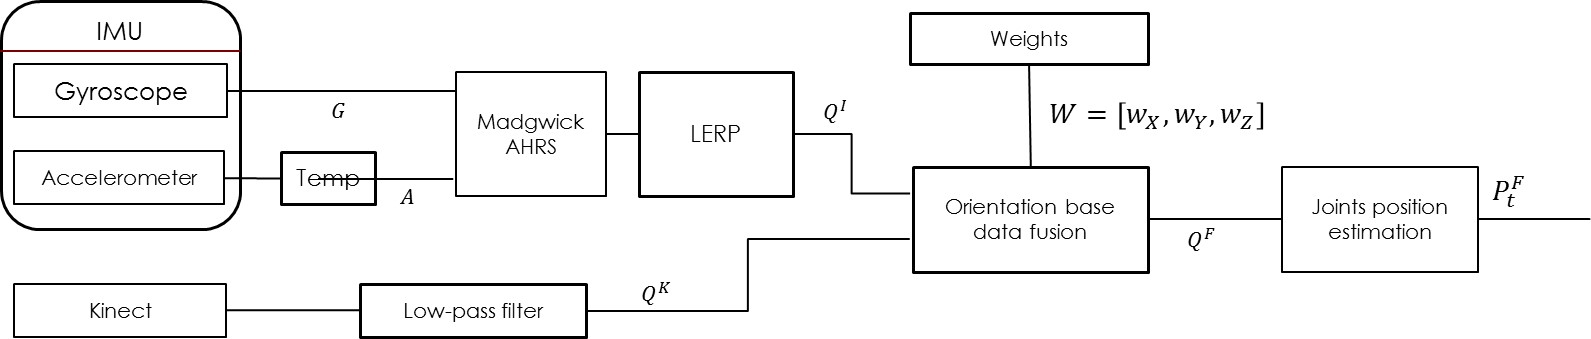 IMU
Gyroscope
Accelerometer
G
Temp
A
Madgwick
AHRS
LERP
Q^I
Weights
W = [w_X, w_Y, w_Z]
Orientation base
data fusion
Q^F
Joints position
estimation
P_t^F
Kinect
Low-pass filter
Q^K